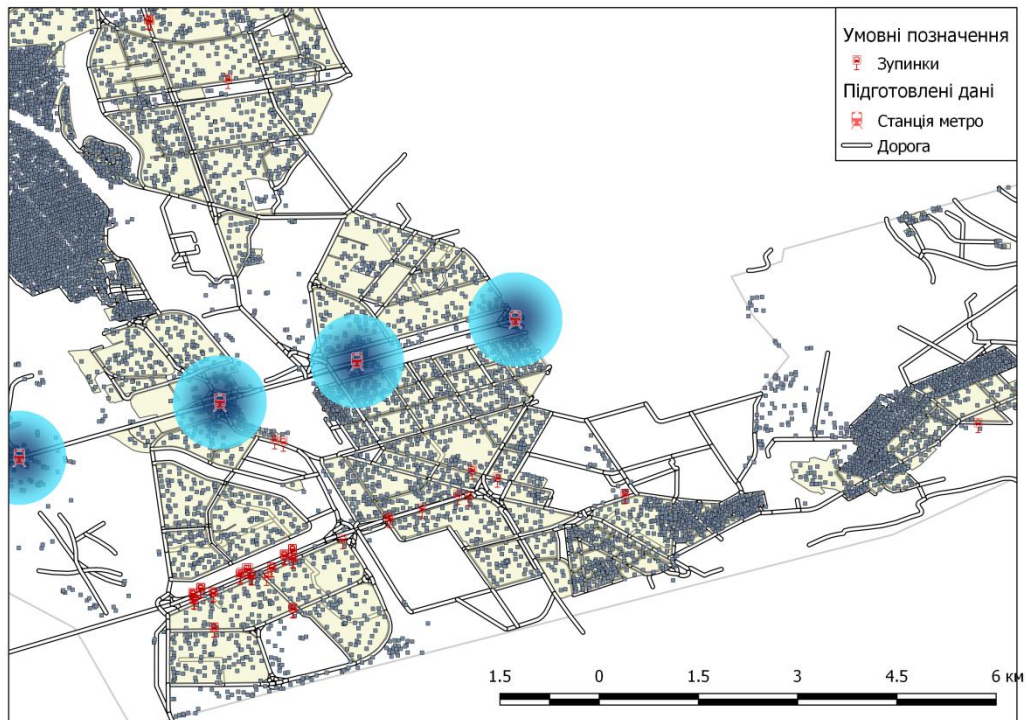 Умовні позначення
Зупинки
Підготовлені дані
Станція метро
Дорога
1.5 0 1.5 3 4.5 6 км